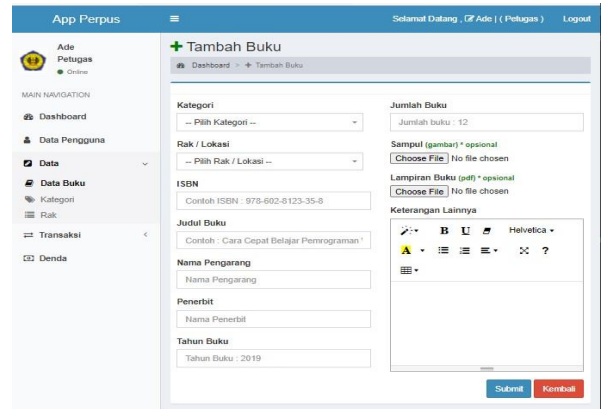 App Perpus
Selamat Datang , Ade | ( Petugas ) Logout
Ade
Petugas
Online
MAIN NAVIGATION
Dashboard
Data Pengguna
Data
Data Buku
Kategori
Rak
Transaksi
Denda
Tambah Buku
Dashboard > Tambah Buku
Kategori
-- Pilih Kategori --
Rak / Lokasi
-- Pilih Rak / Lokasi --
ISBN
Contoh ISBN : 978-602-8123-35-8
Judul Buku
Contoh : Cara Cepat Belajar Pemrograman
Nama Pengarang
Nama Pengarang
Penerbit
Nama Penerbit
Tahun Buku
Tahun Buku : 2019
Jumlah Buku
Jumlah buku : 12
Sampul (gambar) * opsional
Choose File No file chosen
Lampiran Buku (pdf) * opsional
Choose File No file chosen
Keterangan Lainnya
B U Helvetica
A ?
Submit Kembali